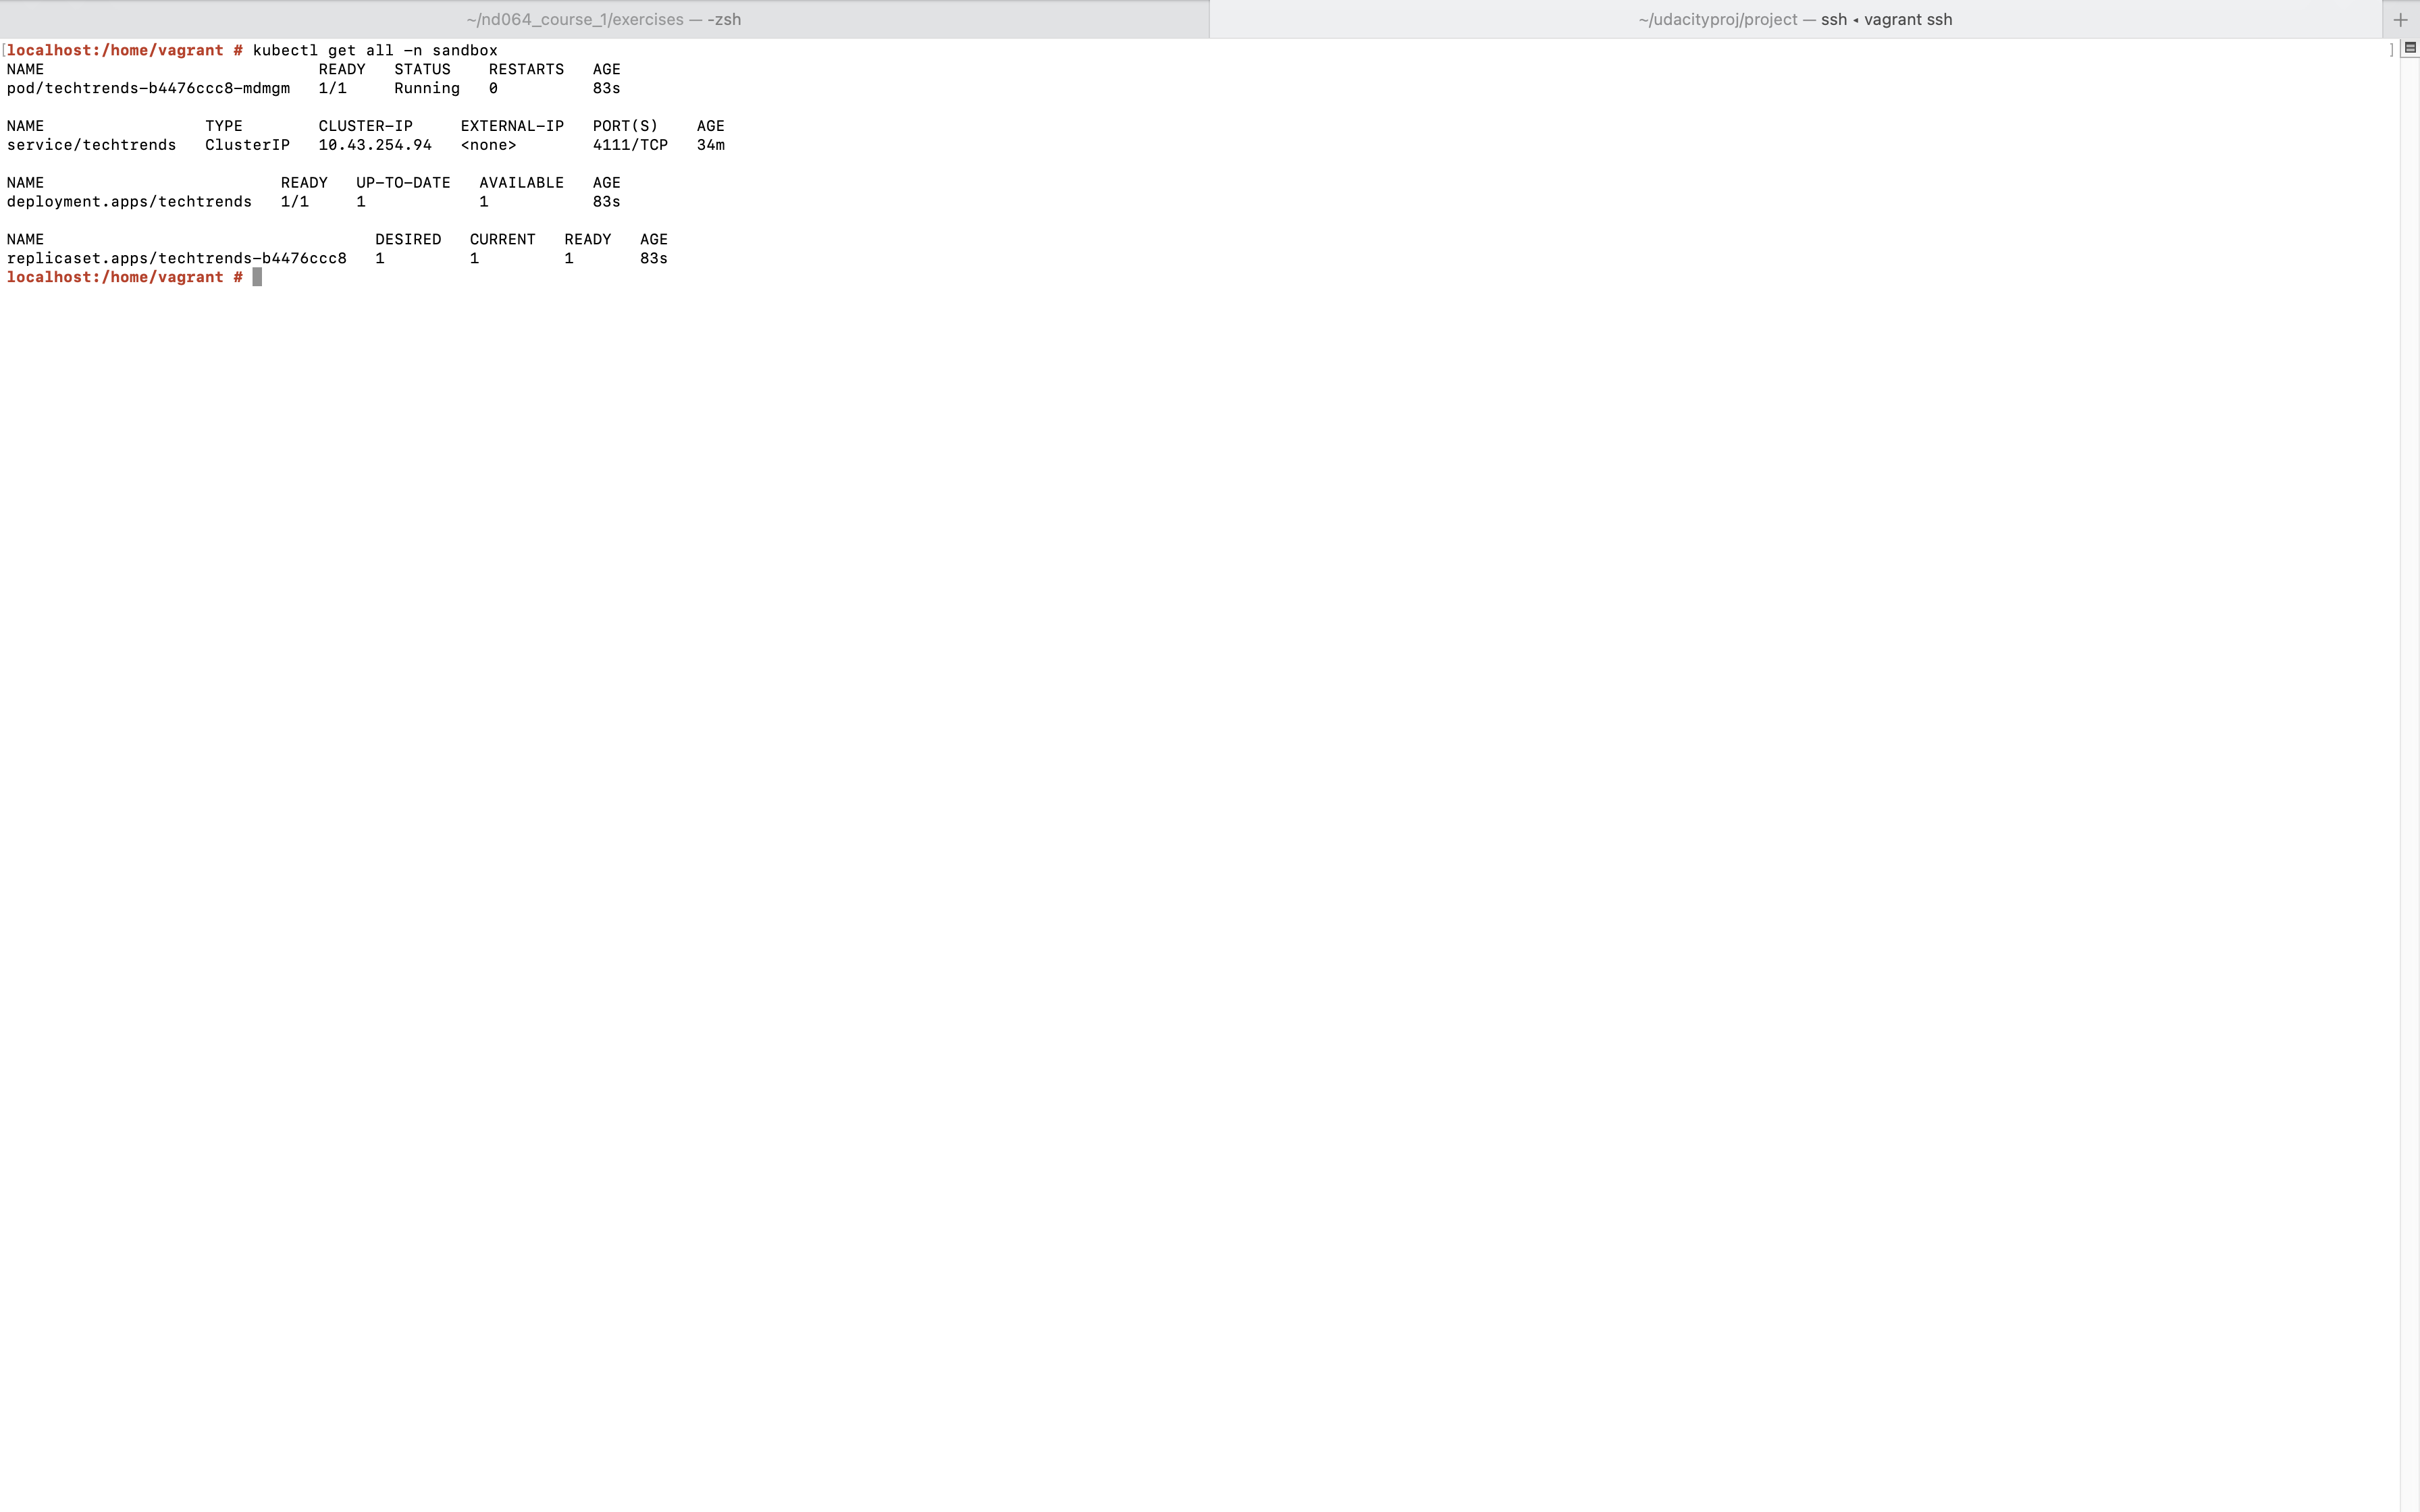 ~/nd064_course_1/exercises — -zsh
~/udacityproj/project — ssh ◂ vagrant ssh
+
[localhost:/home/vagrant # kubectl get all -n sandbox ]
NAME                             READY   STATUS    RESTARTS   AGE
pod/techtrends-b4476ccc8-mdmgm   1/1     Running   0          83s
NAME                 TYPE        CLUSTER-IP     EXTERNAL-IP   PORT(S)    AGE
service/techtrends   ClusterIP   10.43.254.94   <none>        4111/TCP   34m
NAME                         READY   UP-TO-DATE   AVAILABLE   AGE
deployment.apps/techtrends   1/1     1            1           83s
NAME                                   DESIRED   CURRENT   READY   AGE
replicaset.apps/techtrends-b4476ccc8   1         1         1       83s
localhost:/home/vagrant #